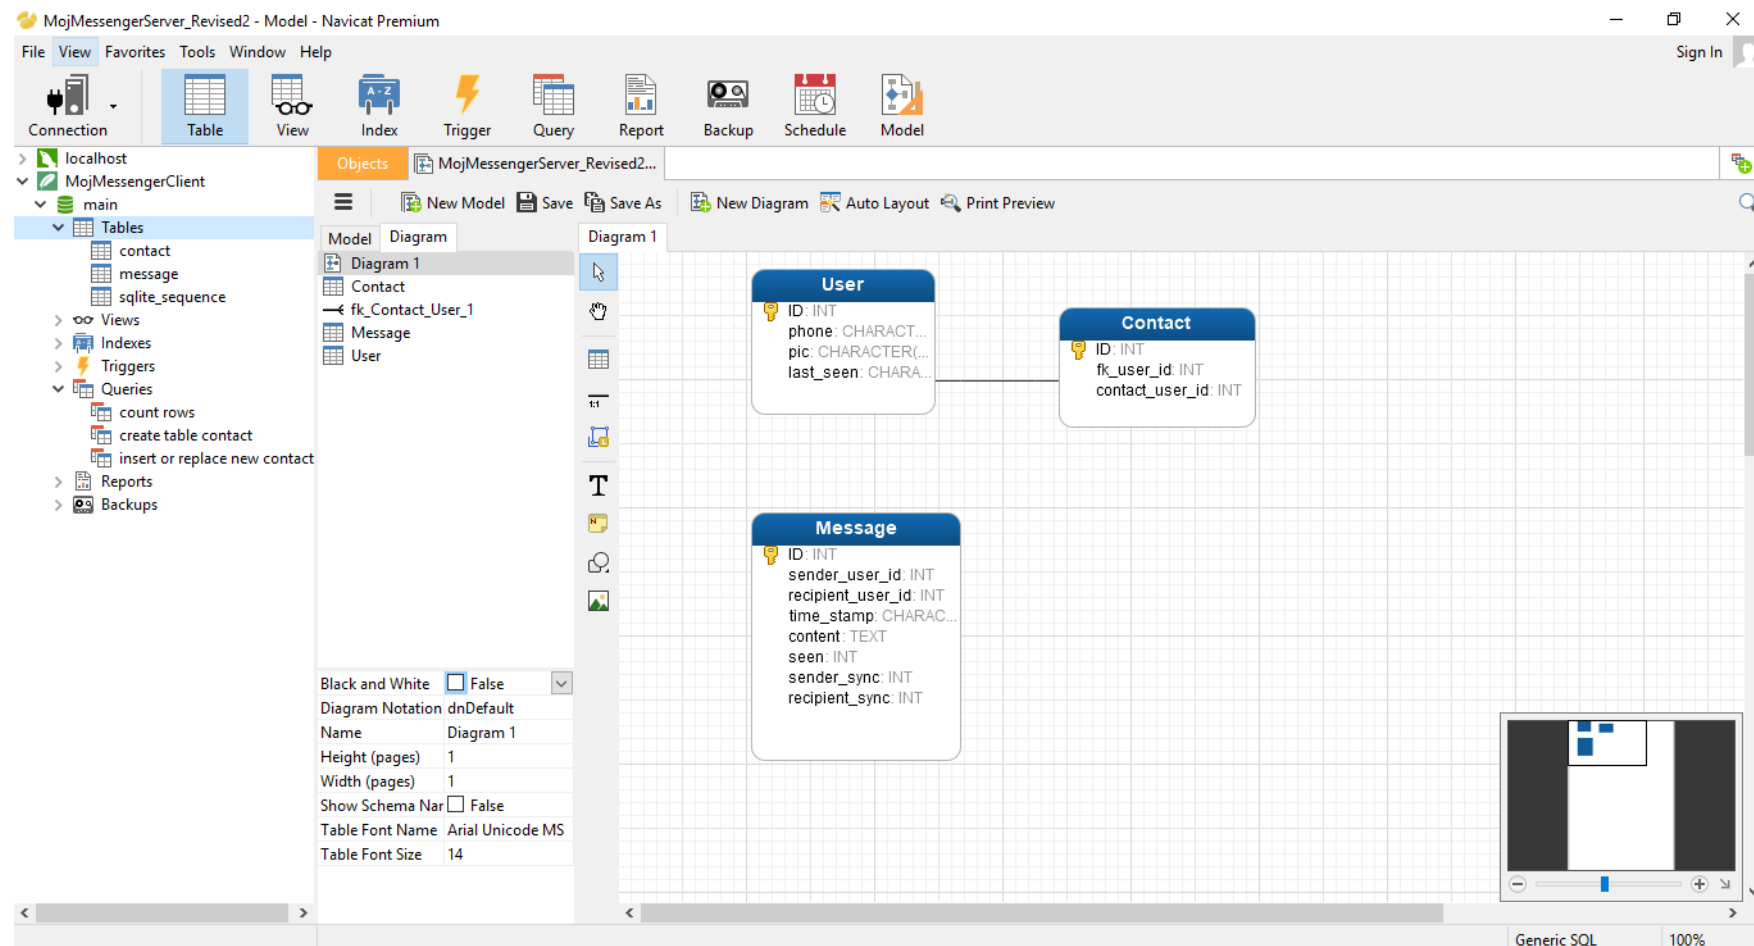 MojMessengerServer_Revised2 - Model - Navicat Premium
File View Favorites Tools Window Help
Sign In
Connection Table View Index Trigger Query Report Backup Schedule Model
localhost
MojMessengerClient
main
Tables
contact
message
sqlite_sequence
Views
Indexes
Triggers
Queries
count rows
create table contact
insert or replace new contact
Reports
Backups
Objects MojMessengerServer_Revised2...
New Model Save Save As New Diagram Auto Layout Print Preview
Model Diagram
Diagram 1
Contact
fk_Contact_User_1
Message
User
Black and White False
Diagram Notation dnDefault
Name Diagram 1
Height (pages) 1
Width (pages) 1
Show Schema Nar False
Table Font Name Arial Unicode MS
Table Font Size 14
Diagram 1
1:1
T
N
User
ID: INT
phone: CHARACT...
pic: CHARACTER(...
last_seen: CHARA...
Contact
ID: INT
fk_user_id: INT
contact_user_id: INT
Message
ID: INT
sender_user_id: INT
recipient_user_id: INT
time_stamp: CHARAC...
content: TEXT
seen: INT
sender_sync: INT
recipient_sync: INT
Generic SQL 100%